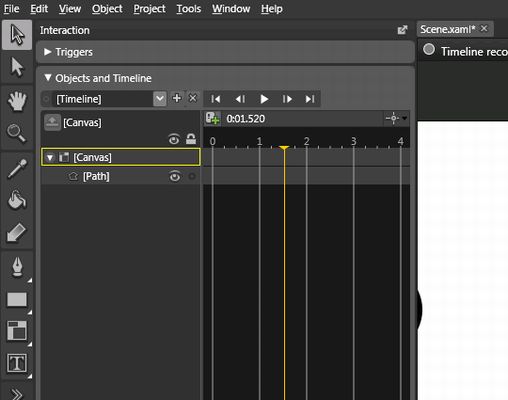 File Edit View Object Project Tools Window Help
Interaction
Scene.xaml*
Triggers
Timeline reco
Objects and Timeline
[Timeline]
[Canvas]
0:01.520
0 1 2 3 4
[Canvas]
[Path]
T